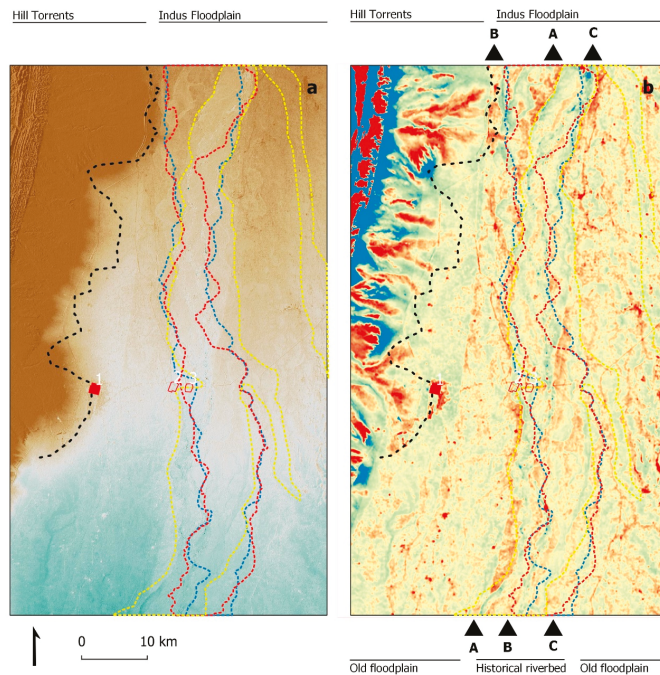 Hill Torrents Indus Floodplain Hill Torrents Indus Floodplain
B A C
a b
1 1
0 10 km
A B C
Old floodplain Historical riverbed Old floodplain